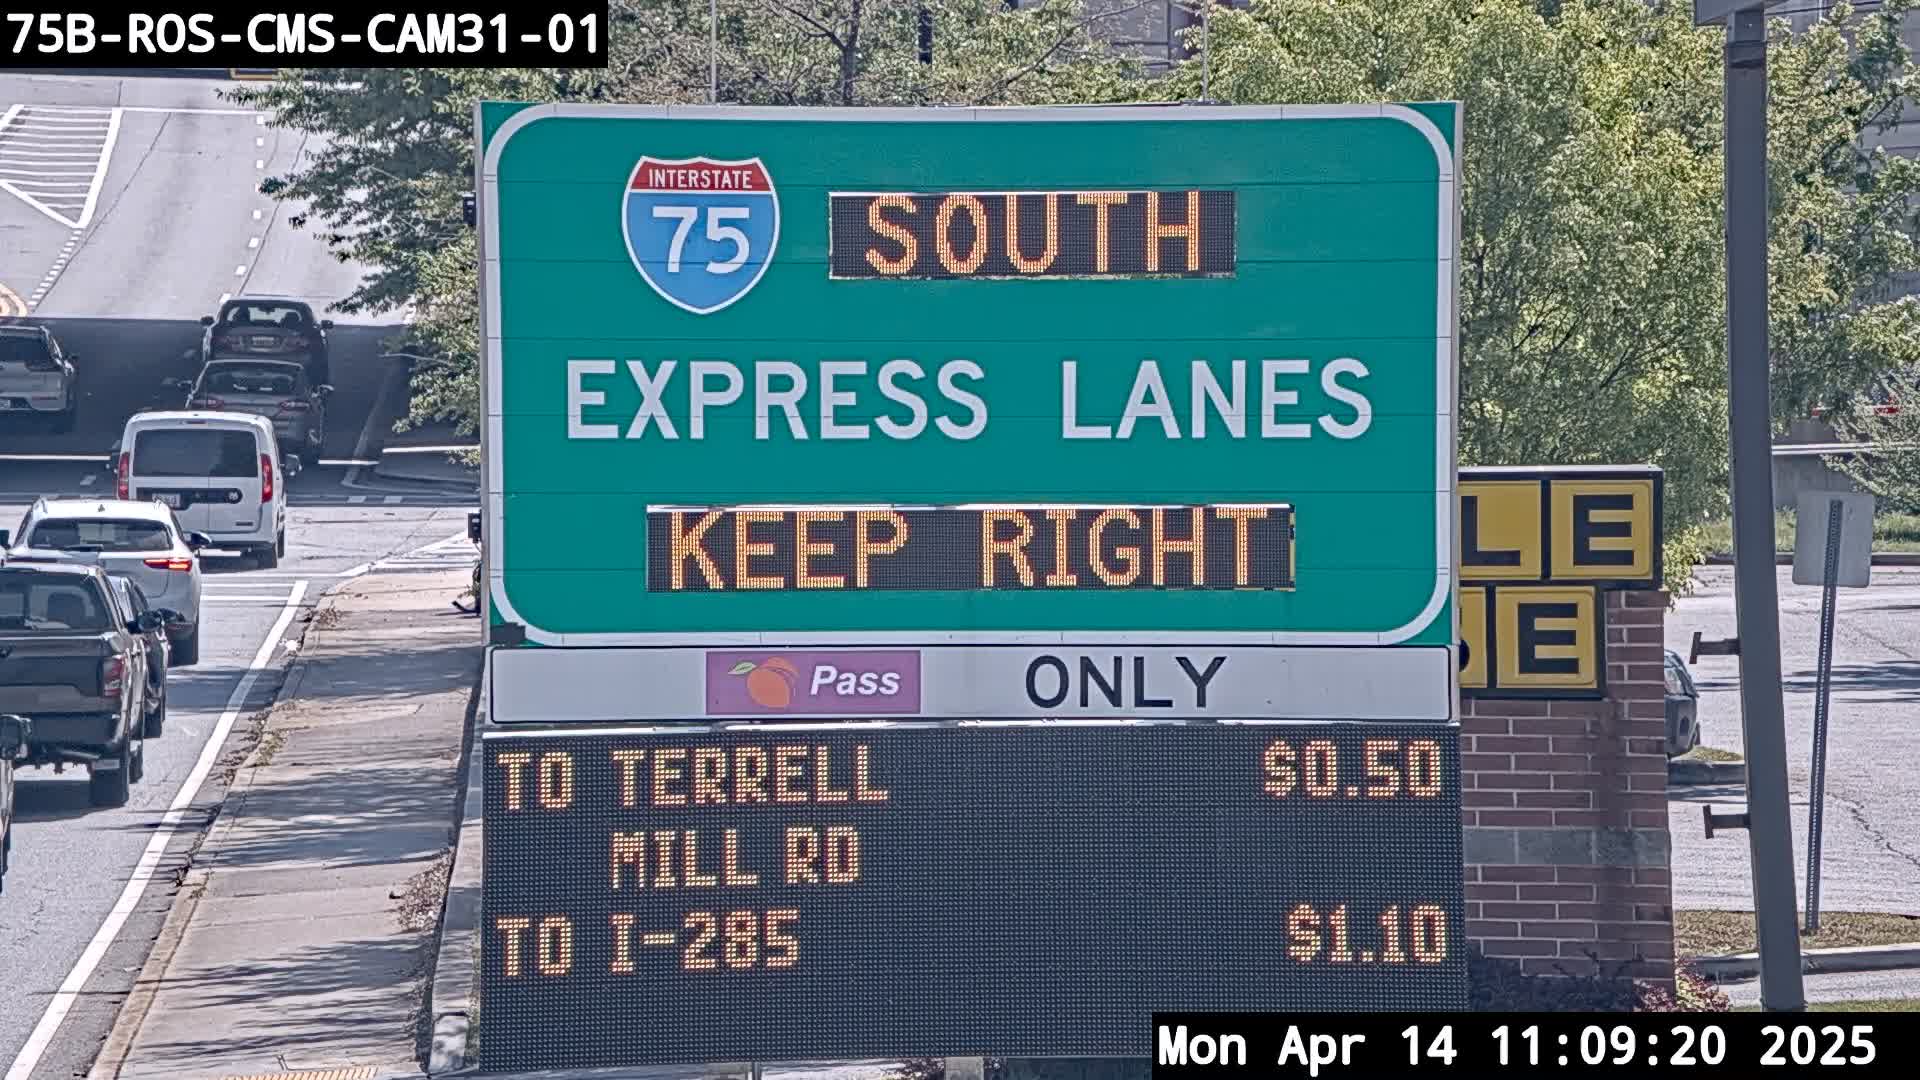 75B-ROS-CMS-CAM31-01
INTERSTATE
75
SOUTH
EXPRESS LANES
KEEP RIGHT
LE
E
Pass ONLY
TO TERRELL $0.50
MILL RD
TO I-285 $1.10
Mon Apr 14 11:09:20 2025